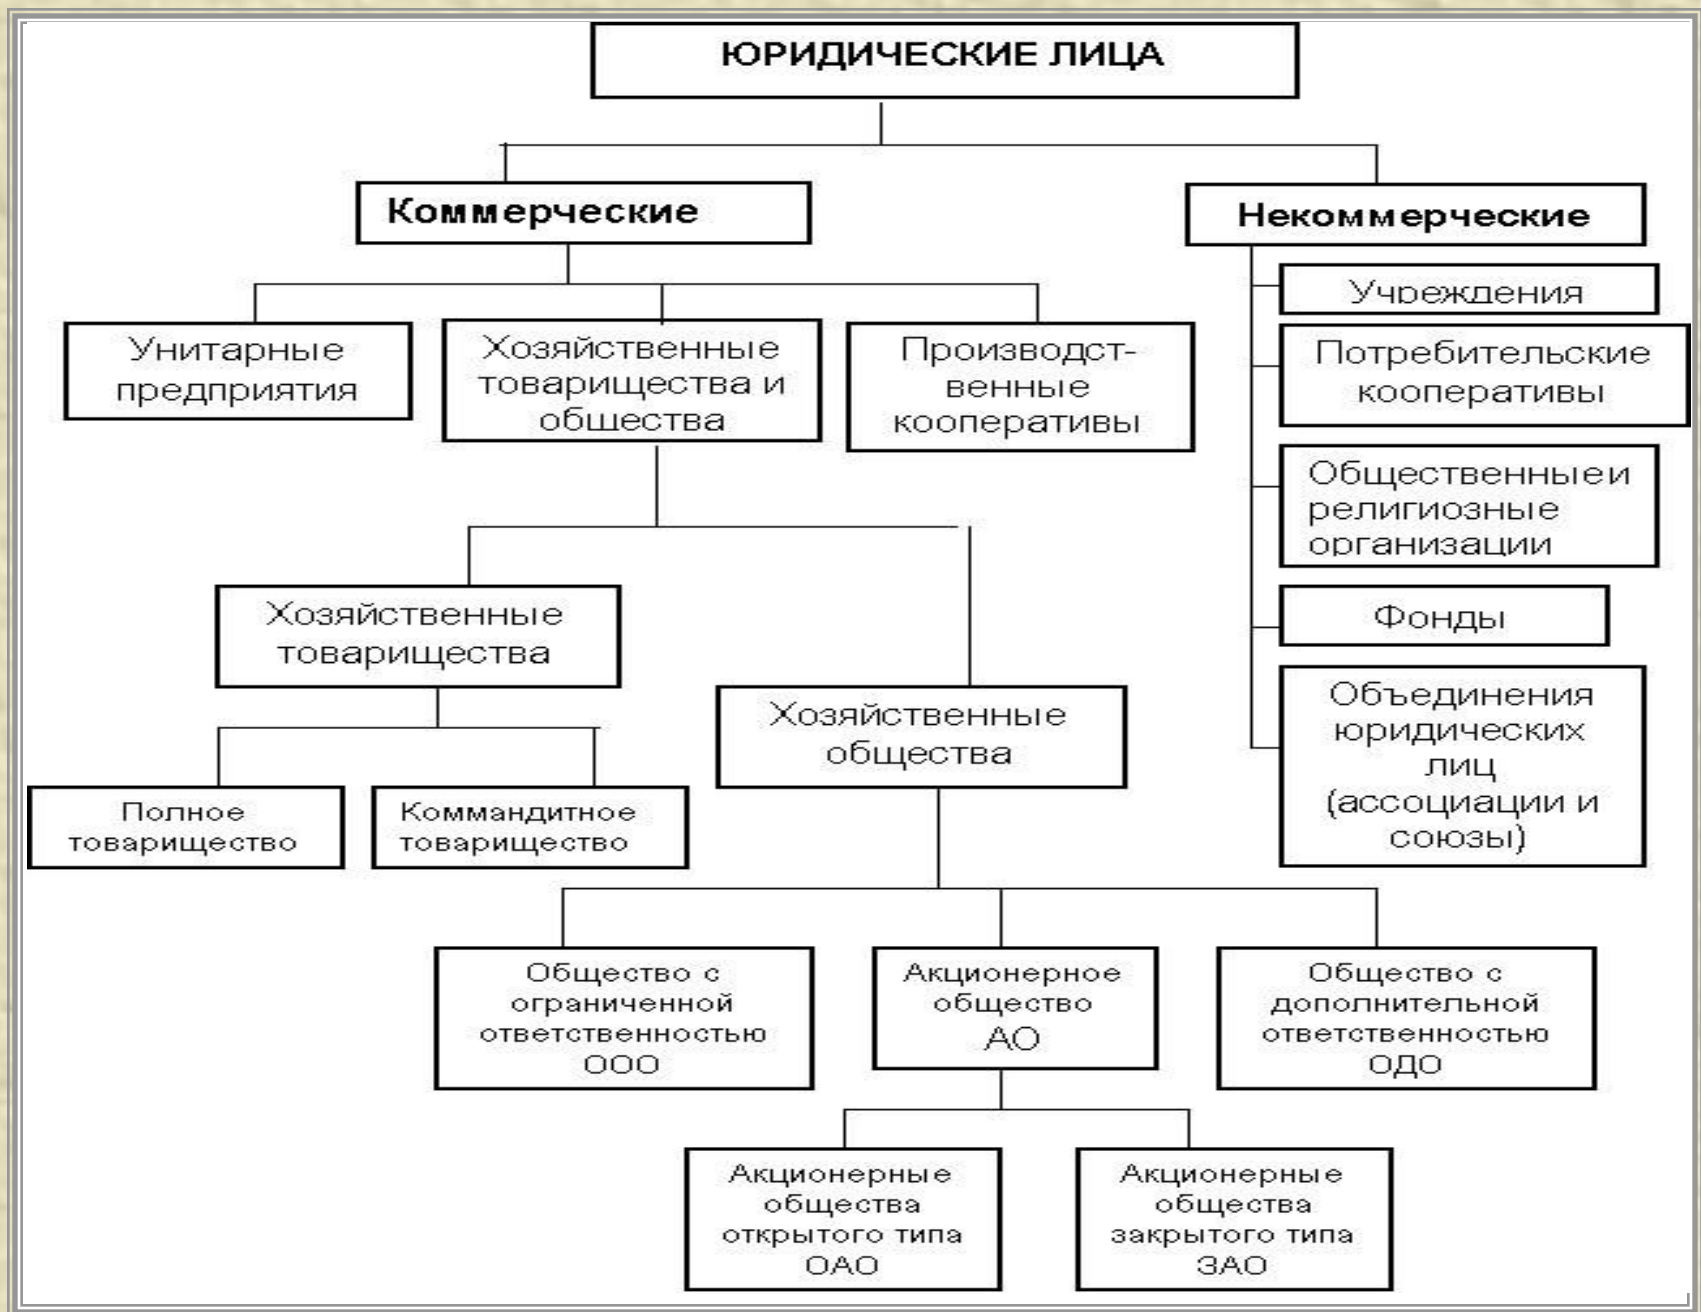 ЮРИДИЧЕСКИЕ ЛИЦА
Коммерческие
Некоммерческие
Унитарные
предприятия
Хозяйственные
товарищества и
общества
Производст-
венные
кооперативы
Учреждения
Потребительские
кооперативы
Общественные и
религиозные
организации
Фонды
Объединения
юридических
лиц
(ассоциации и
союзы)
Хозяйственные
товарищества
Хозяйственные
общества
Полное
товарищество
Коммандитное
товарищество
Общество с
ограниченной
ответственностью
ООО
Акционерное
общество
АО
Общество с
дополнительной
ответственностью
ОДО
Акционерные
общества
открытого типа
ОАО
Акционерные
общества
закрытого типа
ЗАО